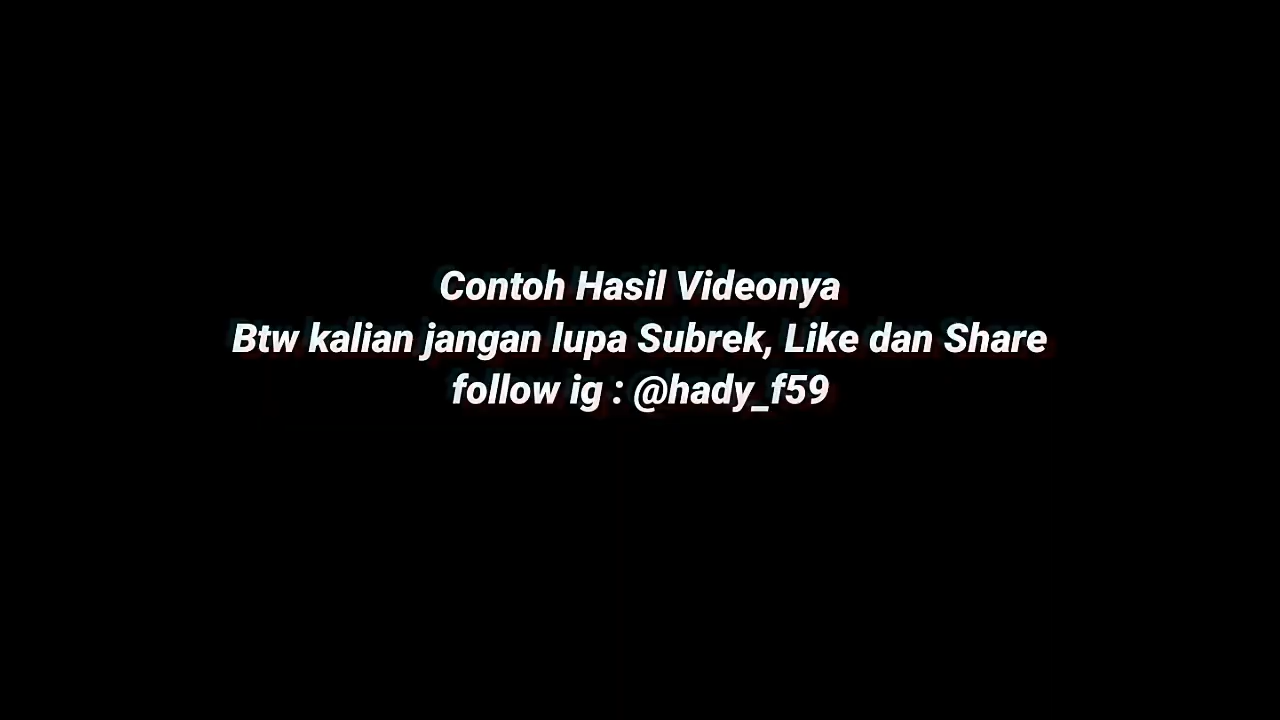 Contoh Hasil Videonya
Btw kalian jangan lupa Subrek, Like dan Share
follow ig : @hady_f59